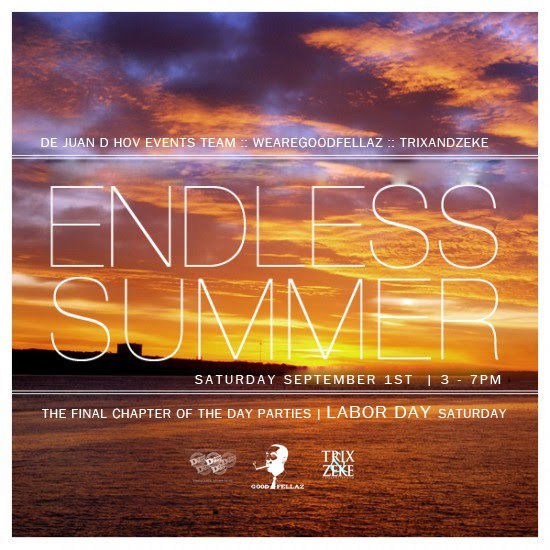 DE JUAN D HOV EVENTS TEAM :: WEAREGOODFELLAZ :: TRIXANDZEKE
ENDLESS
SUMMER
SATURDAY SEPTEMBER 1ST | 3 - 7PM
THE FINAL CHAPTER OF THE DAY PARTIES | LABOR DAY SATURDAY
TRIX
&
ZEKE
GOOD FELLAZ